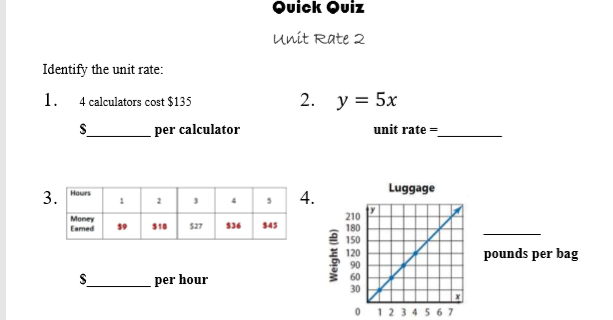 Quick Quiz
Unit Rate 2
Identify the unit rate:
1. 4 calculators cost $135
$________ per calculator
2. y = 5x
unit rate =________
3.
Hours 1 2 3 4 5
Money Earned $9 $18 $27 $36 $45
$________ per hour
4.
Luggage
y
Weight (lb)
210
180
150
120
90
60
30
x
0 1 2 3 4 5 6 7
________
pounds per bag